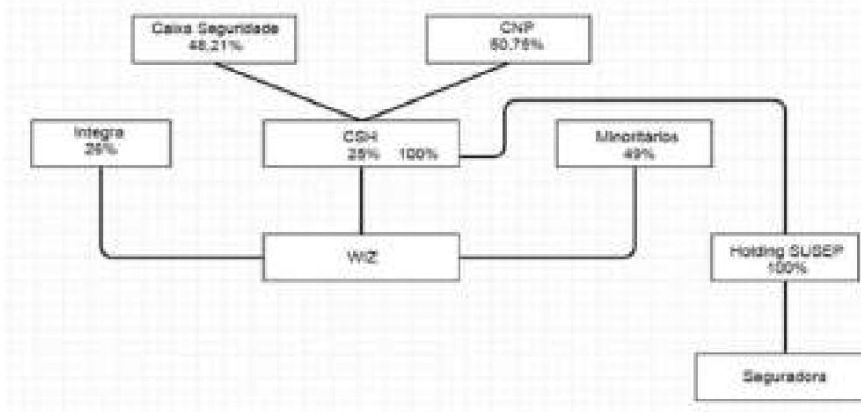 Caixa Seguridade
48,21%
CNP
50,75%
Integra
26%
CSH
25% 100%
Minoritários
49%
WIZ
Holding SUSEP
100%
Seguradora